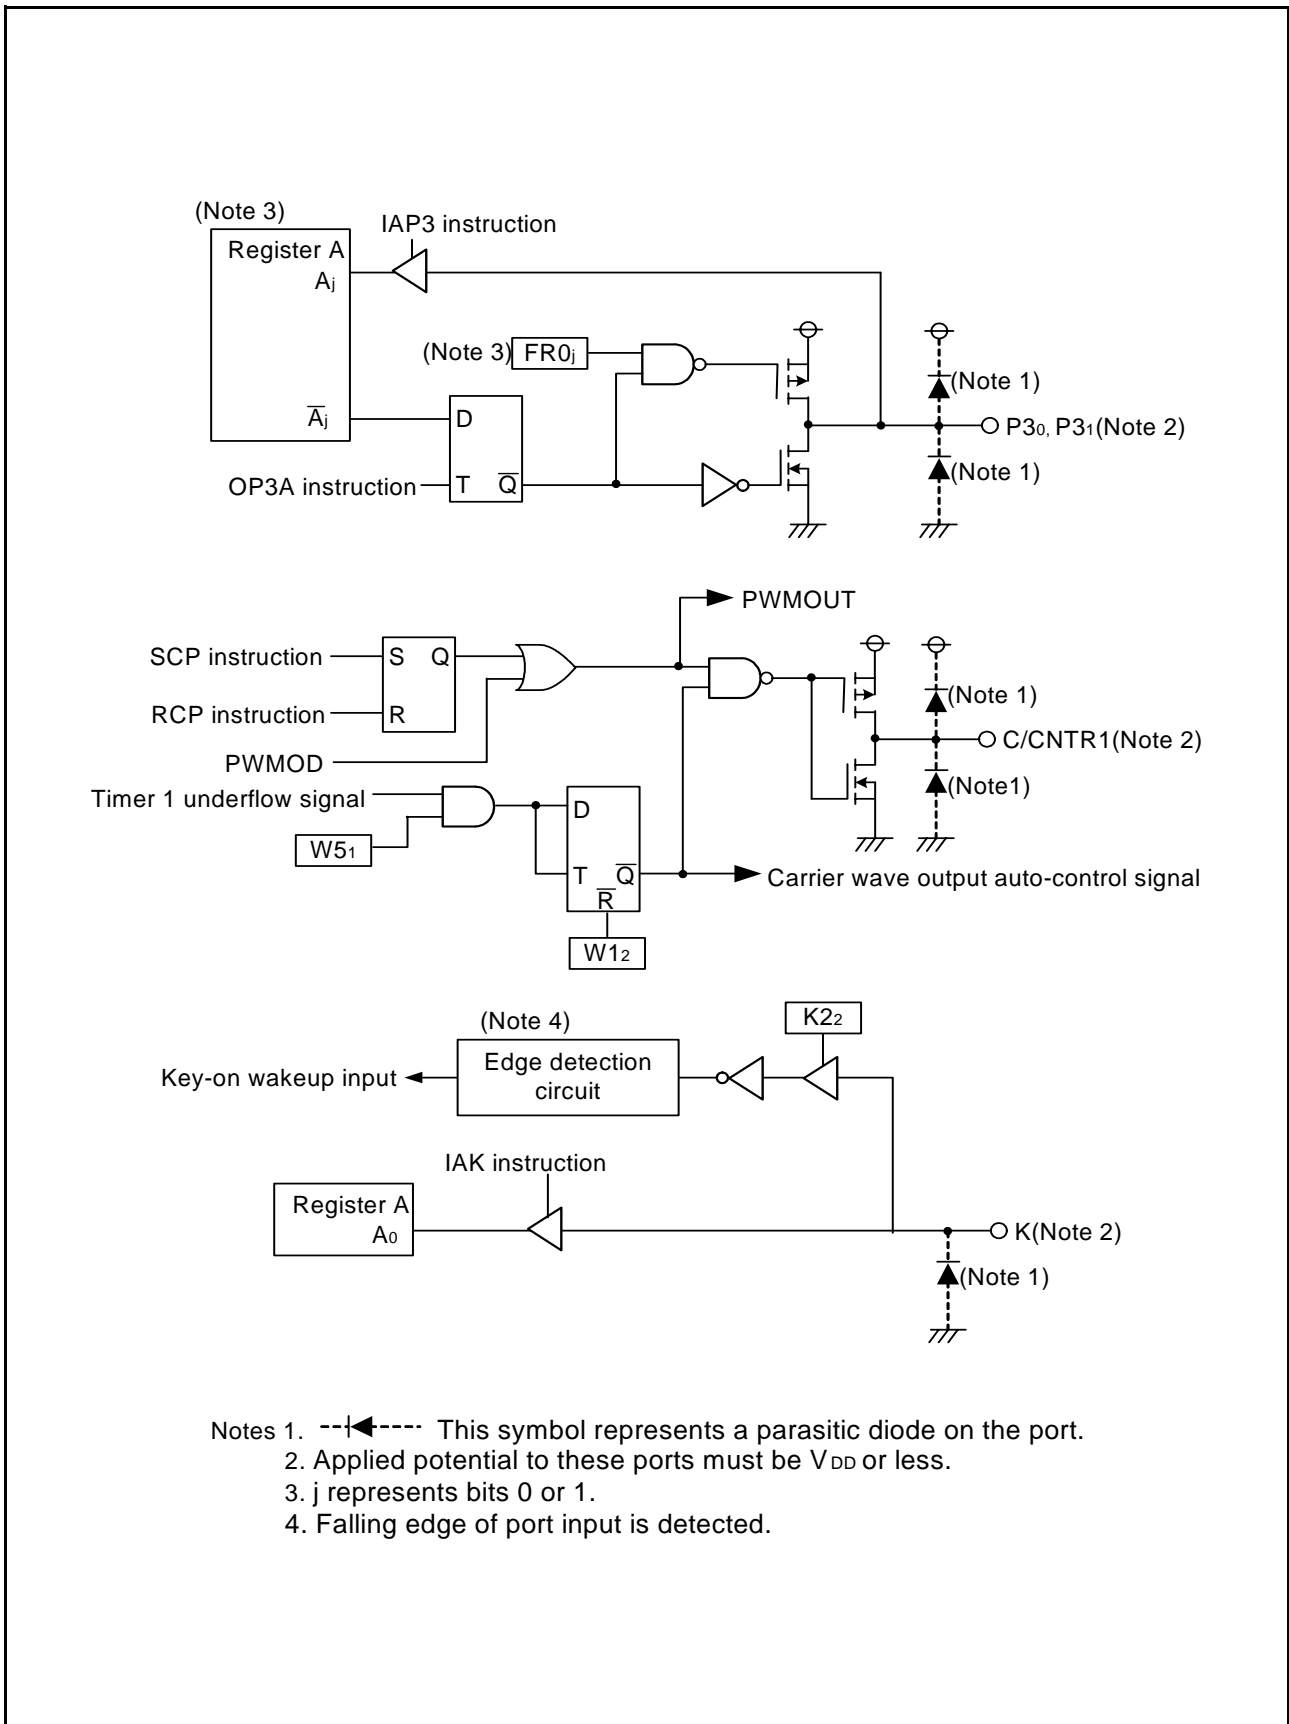 (Note 3)
IAP3 instruction
Register A
Aj
(Note 3) FR0j
(Note 1)
A̅j
D
P30, P31(Note 2)
(Note 1)
OP3A instruction
T Q̅
PWMOUT
SCP instruction
S Q
RCP instruction
R
(Note 1)
C/CNTR1(Note 2)
PWMOD
Timer 1 underflow signal
D
(Note1)
W51
T Q̅
Carrier wave output auto-control signal
R̅
W12
K22
(Note 4)
Edge detection
circuit
Key-on wakeup input
IAK instruction
Register A
A0
K(Note 2)
(Note 1)
Notes 1. This symbol represents a parasitic diode on the port.
2. Applied potential to these ports must be VDD or less.
3. j represents bits 0 or 1.
4. Falling edge of port input is detected.